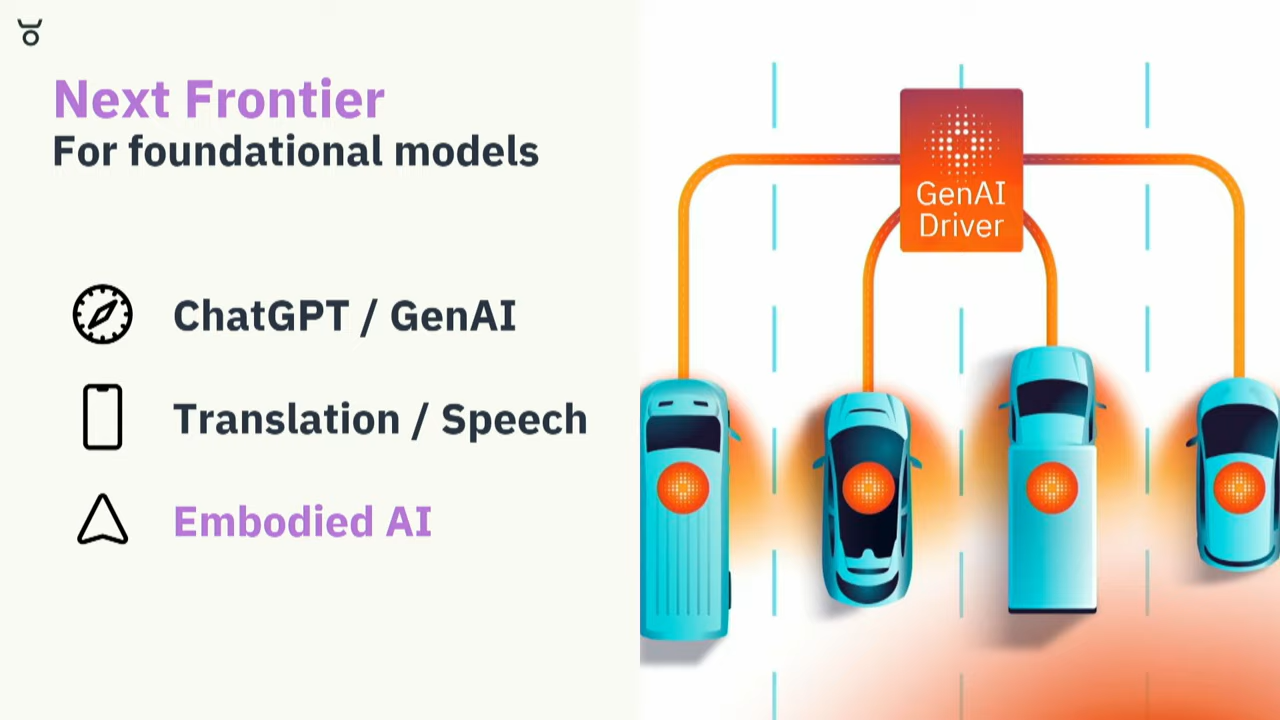 Next Frontier
For foundational models
ChatGPT / GenAI
Translation / Speech
Embodied AI
GenAI
Driver